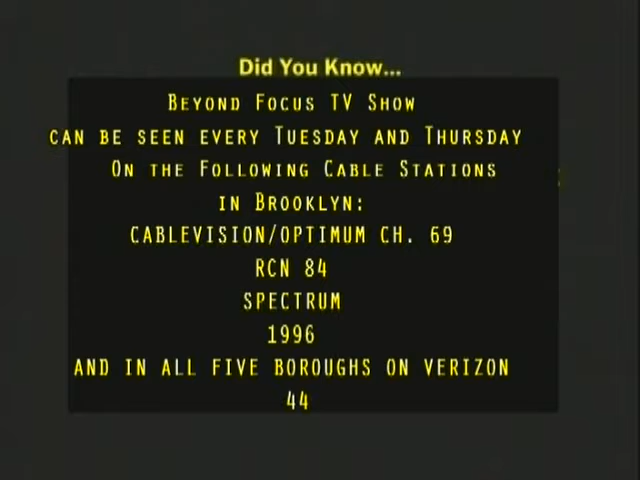 Did You Know...
Beyond Focus TV Show
can be seen every Tuesday and Thursday
On the Following Cable Stations
in Brooklyn:
CABLEVISION/OPTIMUM CH. 69
RCN 84
SPECTRUM
1996
AND IN ALL FIVE BOROUGHS ON VERIZON
44